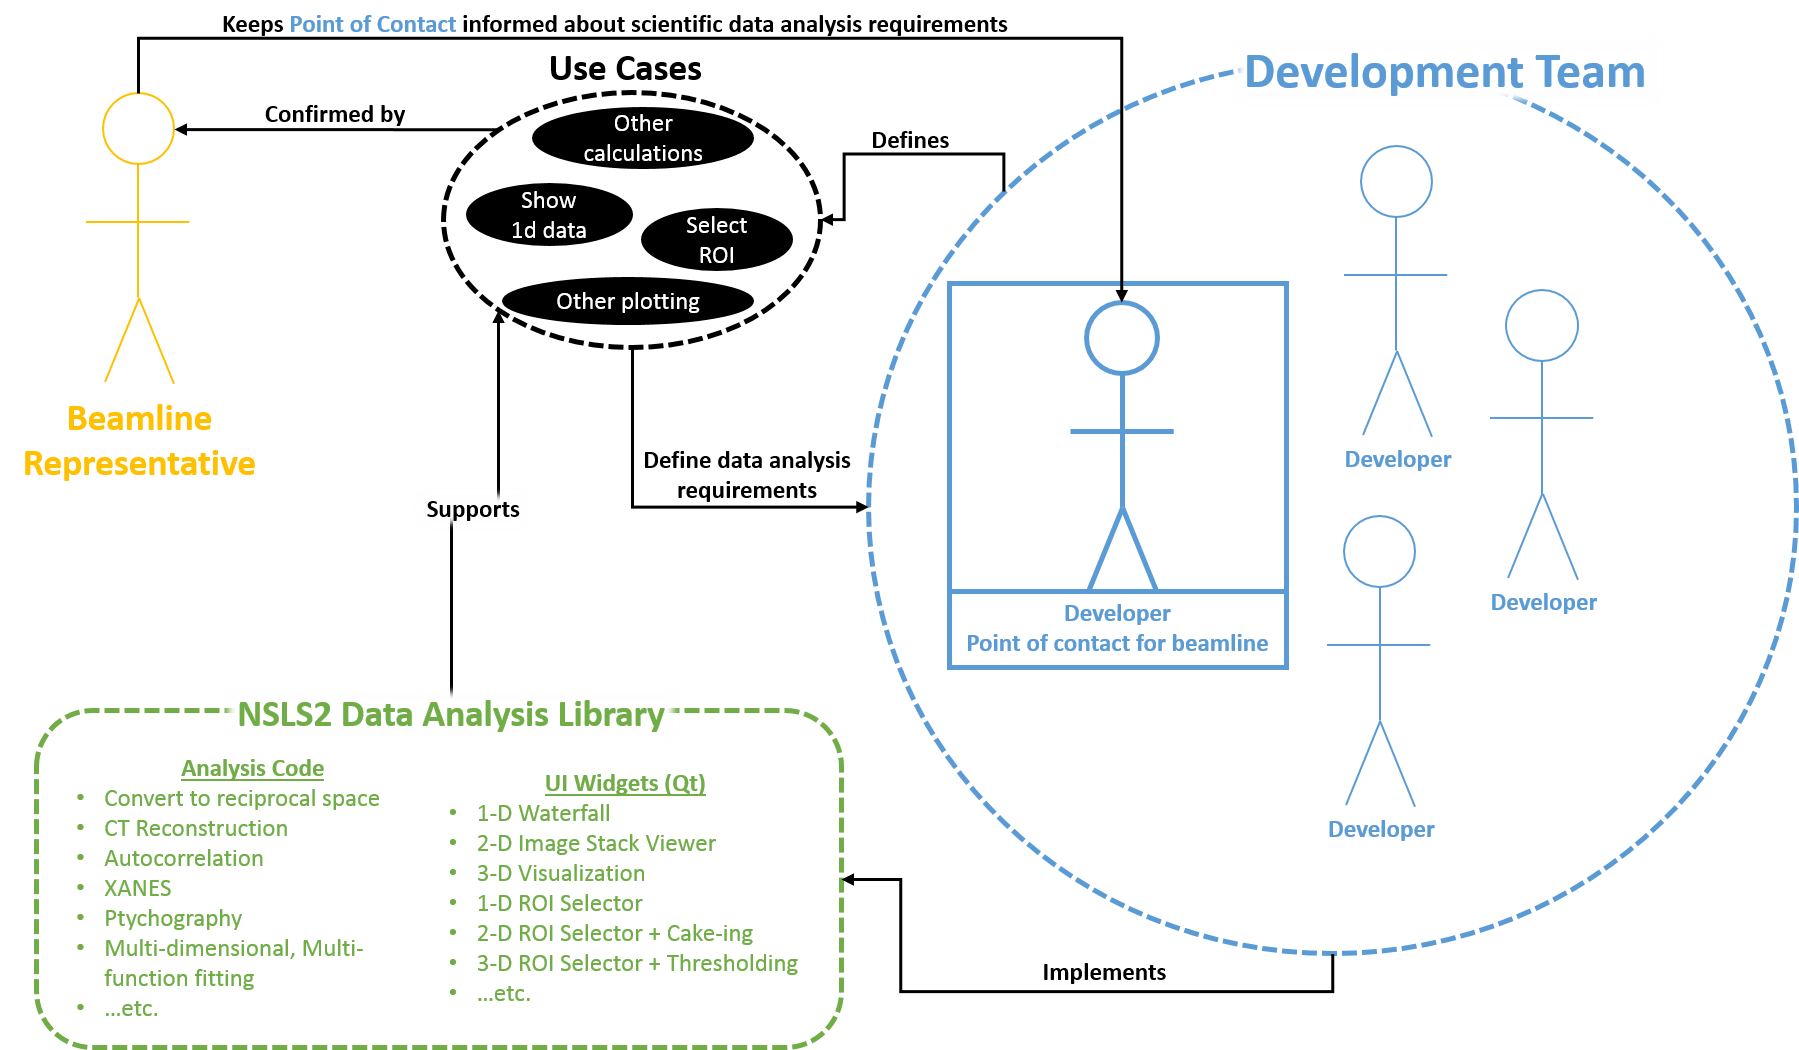 Keeps Point of Contact informed about scientific data analysis requirements
Use Cases
Development Team
Confirmed by
Other
calculations
Defines
Show
1d data
Select
ROI
Other plotting
Beamline
Representative
Define data analysis
requirements
Supports
Developer
Developer
Developer
Point of contact for beamline
Developer
NSLS2 Data Analysis Library
Analysis Code
• Convert to reciprocal space
• CT Reconstruction
• Autocorrelation
• XANES
• Ptychography
• Multi-dimensional, Multi-
function fitting
• …etc.
UI Widgets (Qt)
• 1-D Waterfall
• 2-D Image Stack Viewer
• 3-D Visualization
• 1-D ROI Selector
• 2-D ROI Selector + Cake-ing
• 3-D ROI Selector + Thresholding
• …etc.
Implements